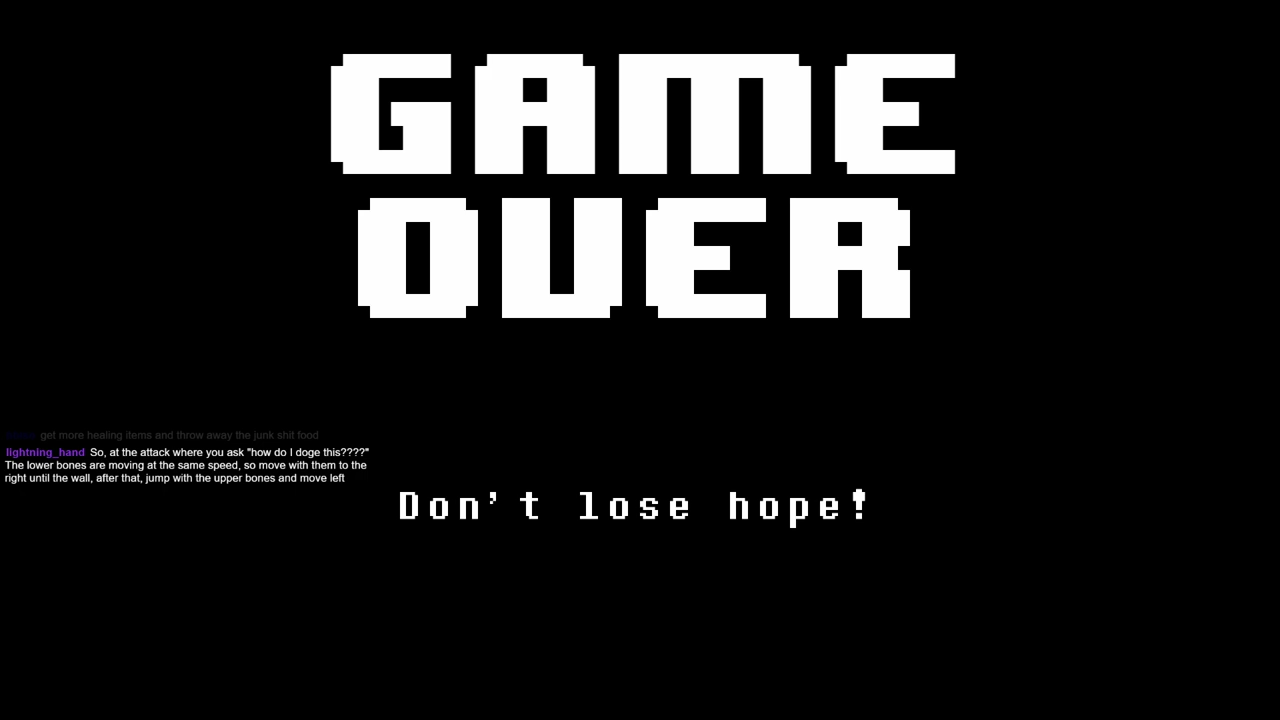 GAME
OVER
get more healing items and throw away the junk shit food
lightning_hand So, at the attack where you ask "how do I doge this????"
The lower bones are moving at the same speed, so move with them to the
right until the wall, after that, jump with the upper bones and move left
Don't lose hope!